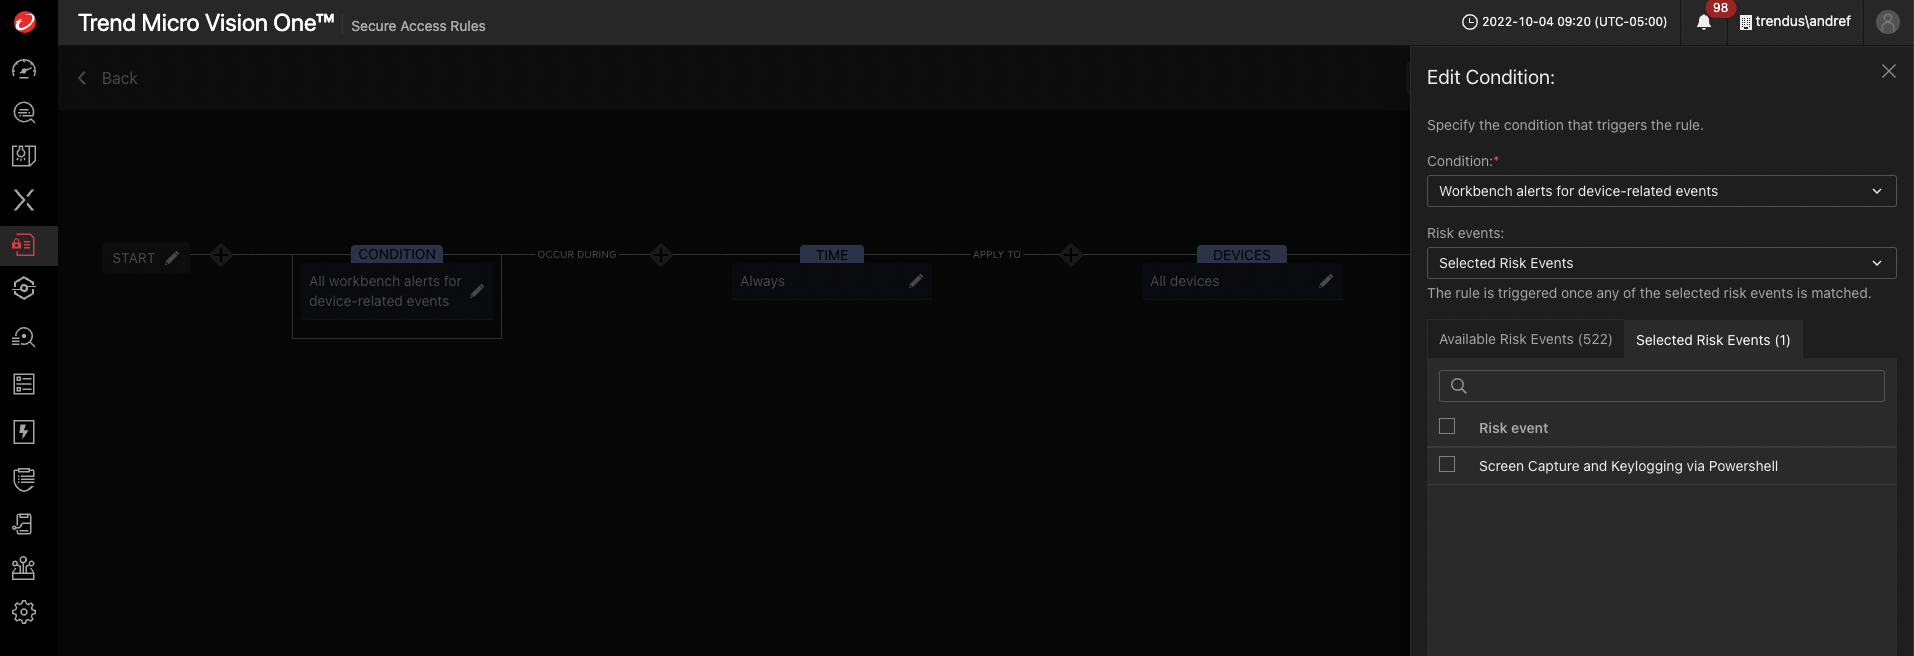 Trend Micro Vision One™ Secure Access Rules
2022-10-04 09:20 (UTC-05:00)
98
trendus\andref
Back
START
CONDITION
All workbench alerts for
device-related events
OCCUR DURING
TIME
Always
APPLY TO
DEVICES
All devices
Edit Condition:
Specify the condition that triggers the rule.
Condition:*
Workbench alerts for device-related events
Risk events:
Selected Risk Events
The rule is triggered once any of the selected risk events is matched.
Available Risk Events (522)
Selected Risk Events (1)
Risk event
Screen Capture and Keylogging via Powershell